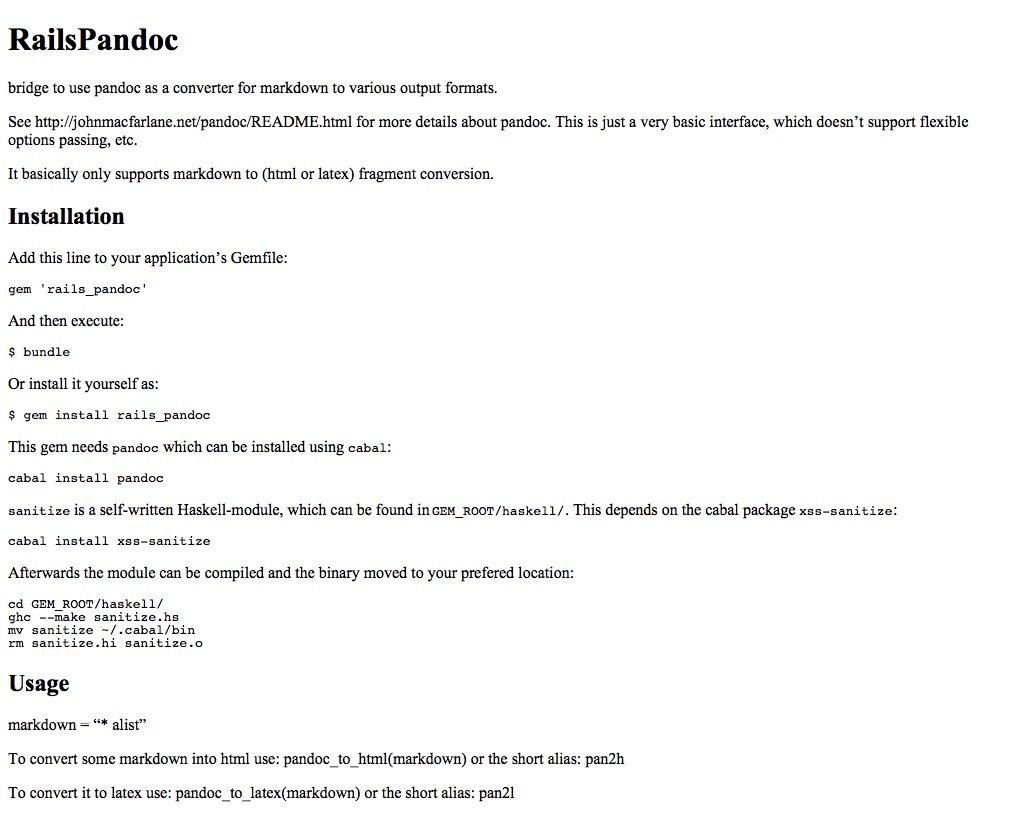 RailsPandoc
bridge to use pandoc as a converter for markdown to various output formats.
See http://johnmacfarlane.net/pandoc/README.html for more details about pandoc. This is just a very basic interface, which doesn’t support flexible
options passing, etc.
It basically only supports markdown to (html or latex) fragment conversion.
Installation
Add this line to your application’s Gemfile:
gem 'rails_pandoc'
And then execute:
$ bundle
Or install it yourself as:
$ gem install rails_pandoc
This gem needs pandoc which can be installed using cabal:
cabal install pandoc
sanitize is a self-written Haskell-module, which can be found in GEM_ROOT/haskell/. This depends on the cabal package xss-sanitize:
cabal install xss-sanitize
Afterwards the module can be compiled and the binary moved to your prefered location:
cd GEM_ROOT/haskell/
ghc --make sanitize.hs
mv sanitize ~/.cabal/bin
rm sanitize.hi sanitize.o
Usage
markdown = “* alist”
To convert some markdown into html use: pandoc_to_html(markdown) or the short alias: pan2h
To convert it to latex use: pandoc_to_latex(markdown) or the short alias: pan2l